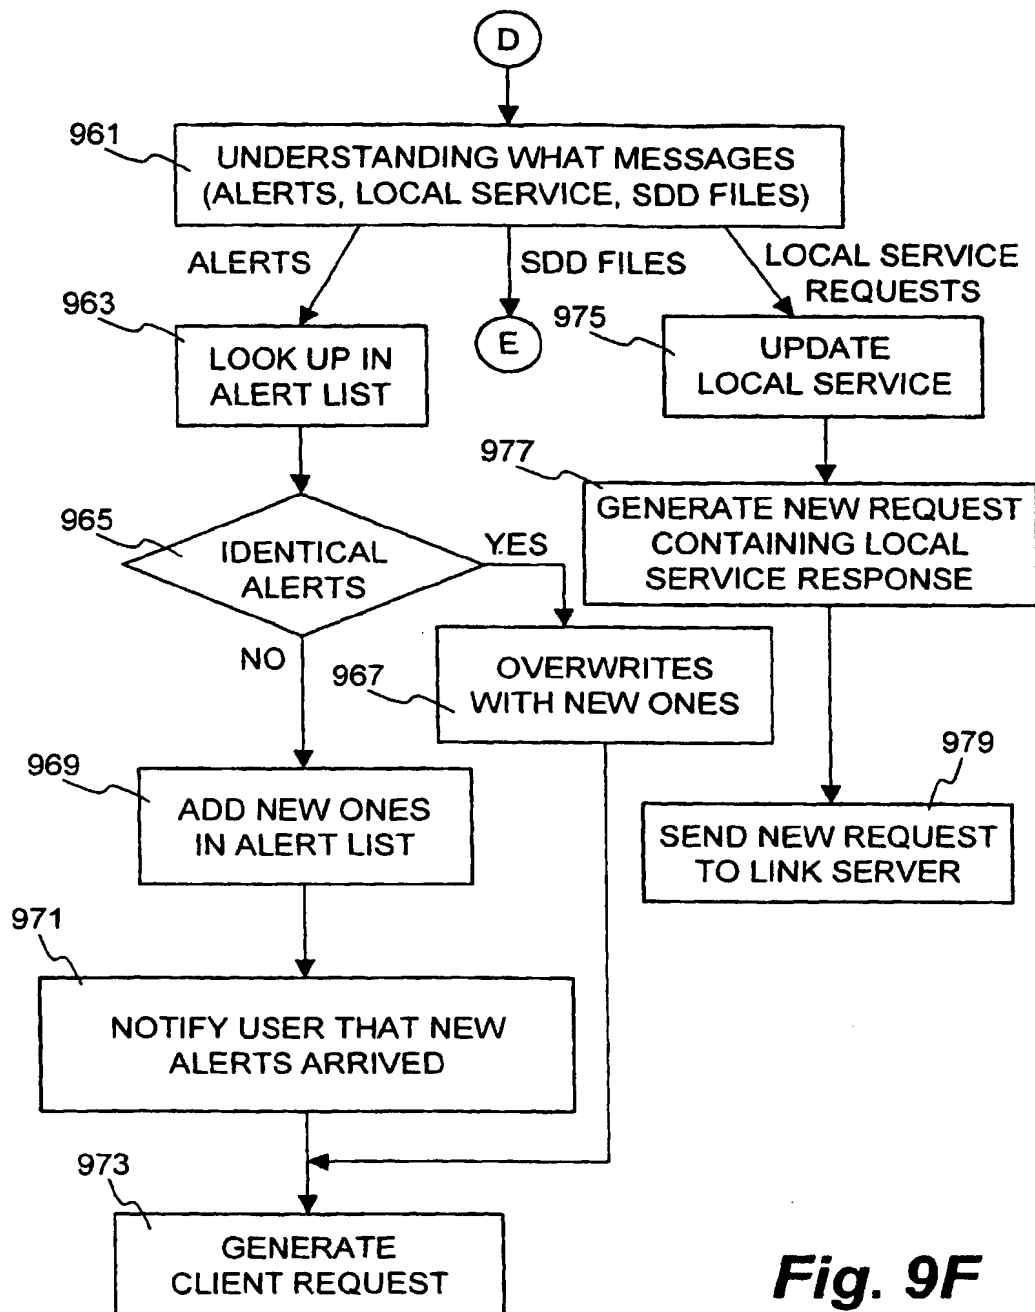 D
961
UNDERSTANDING WHAT MESSAGES
(ALERTS, LOCAL SERVICE, SDD FILES)
ALERTS
SDD FILES
LOCAL SERVICE
REQUESTS
963
LOOK UP IN
ALERT LIST
E
975
UPDATE
LOCAL SERVICE
977
GENERATE NEW REQUEST
CONTAINING LOCAL
SERVICE RESPONSE
965
IDENTICAL
ALERTS
YES
NO
967
OVERWRITES
WITH NEW ONES
969
ADD NEW ONES
IN ALERT LIST
979
SEND NEW REQUEST
TO LINK SERVER
971
NOTIFY USER THAT NEW
ALERTS ARRIVED
973
GENERATE
CLIENT REQUEST
Fig. 9F